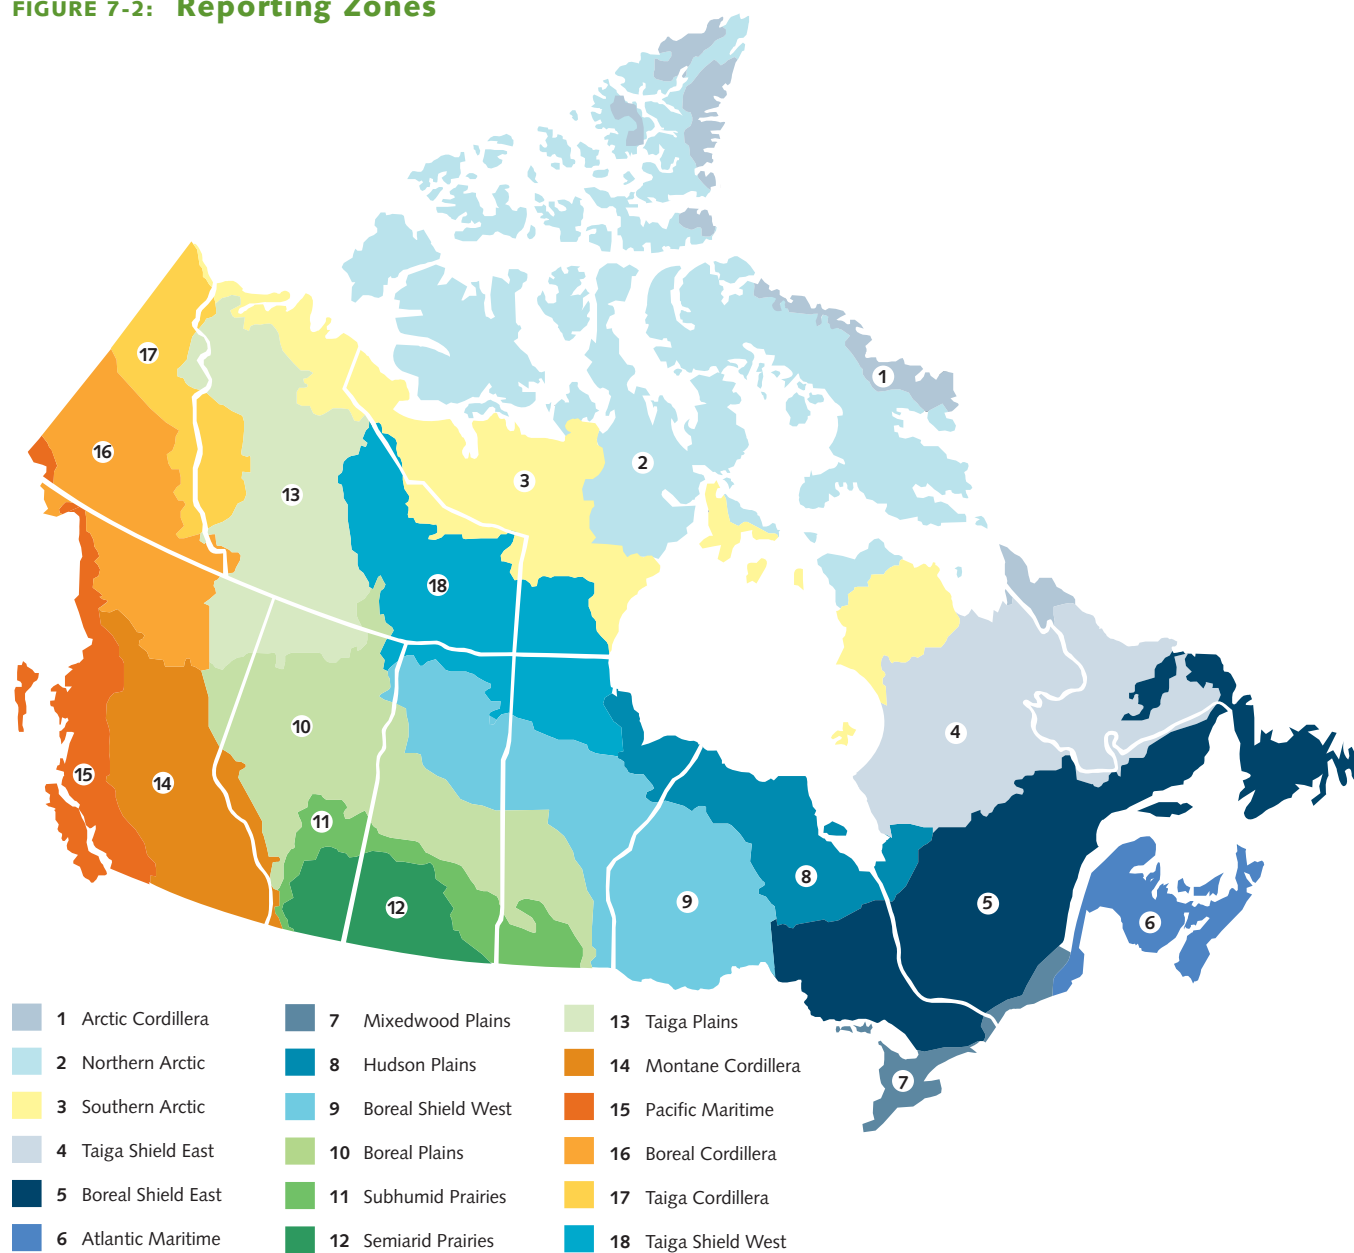 FIGURE 7-2: Reporting Zones
1
17
2
16
3
13
18
10
4
15
14
11
8
9
5
12
6
7
1 Arctic Cordillera
2 Northern Arctic
3 Southern Arctic
4 Taiga Shield East
5 Boreal Shield East
6 Atlantic Maritime
7 Mixedwood Plains
8 Hudson Plains
9 Boreal Shield West
10 Boreal Plains
11 Subhumid Prairies
12 Semiarid Prairies
13 Taiga Plains
14 Montane Cordillera
15 Pacific Maritime
16 Boreal Cordillera
17 Taiga Cordillera
18 Taiga Shield West